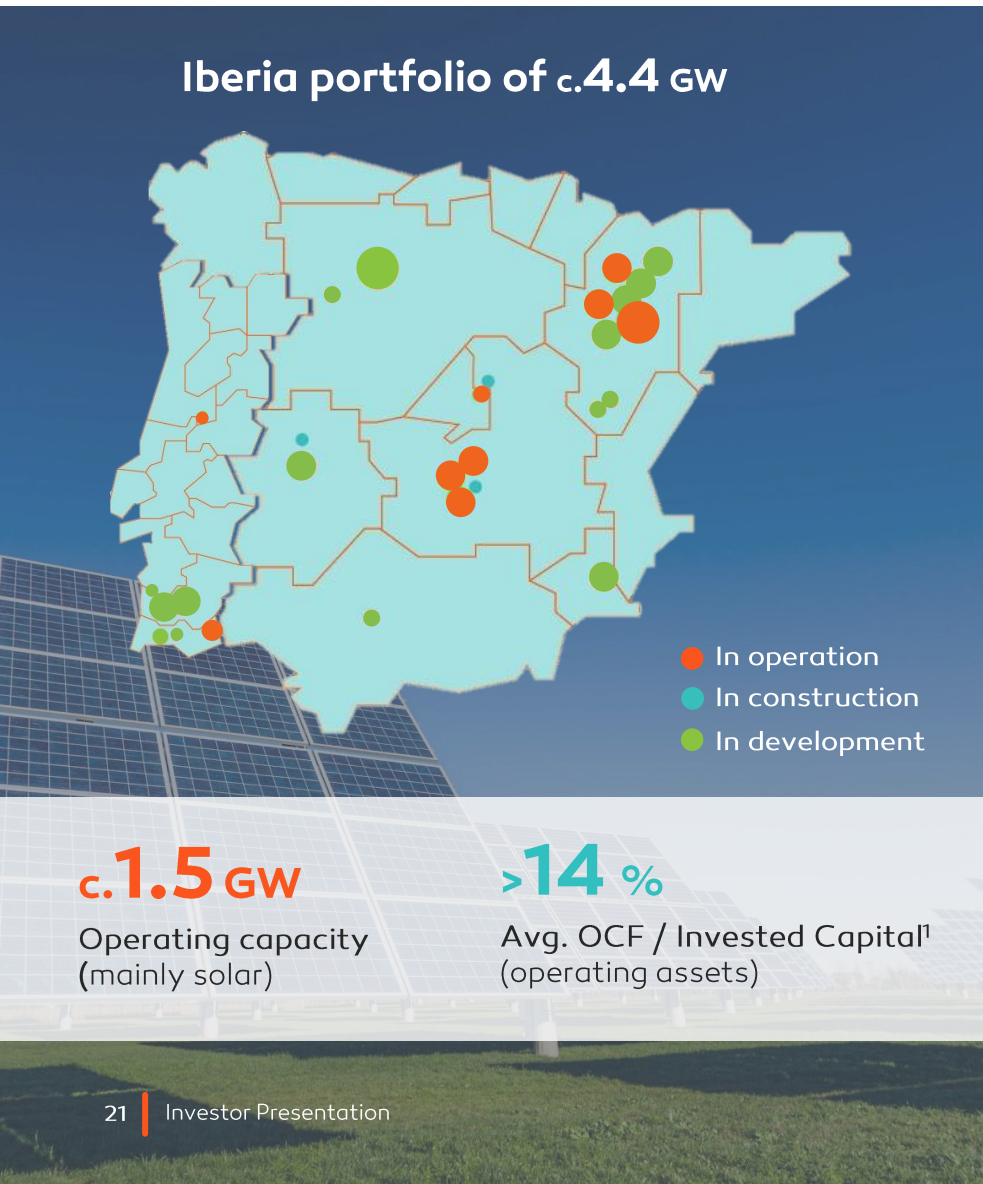 Iberia portfolio of c.4.4 GW
In operation
In construction
In development
c.1.5 GW
Operating capacity
(mainly solar)
>14 %
Avg. OCF / Invested Capital¹
(operating assets)
21 Investor Presentation